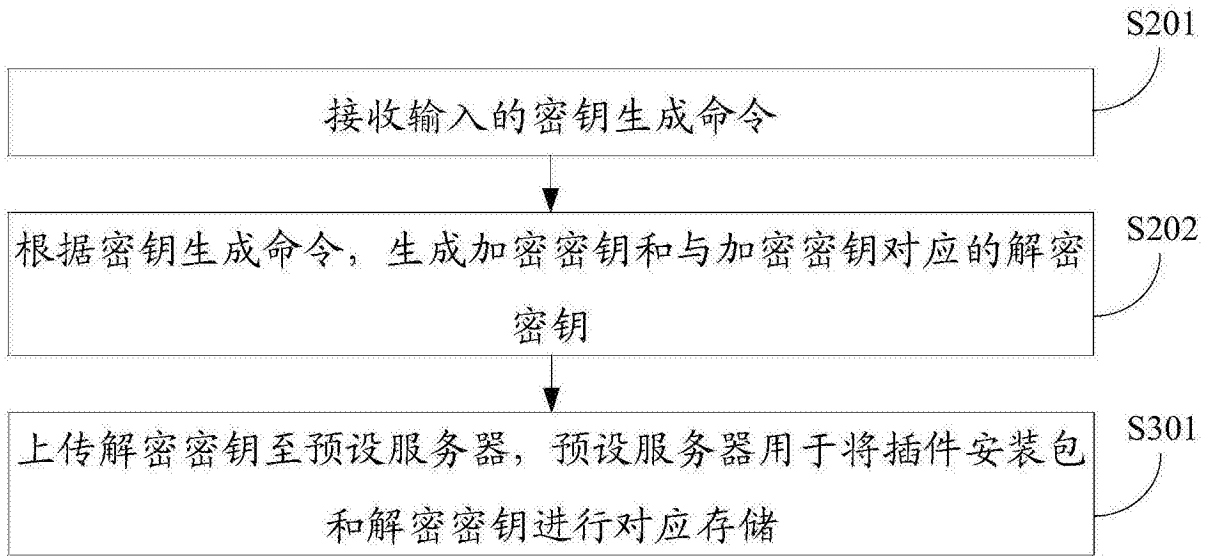 S201
接收输入的密钥生成命令
S202
根据密钥生成命令，生成加密密钥和与加密密钥对应的解密
密钥
S301
上传解密密钥至预设服务器，预设服务器用于将插件安装包
和解密密钥进行对应存储